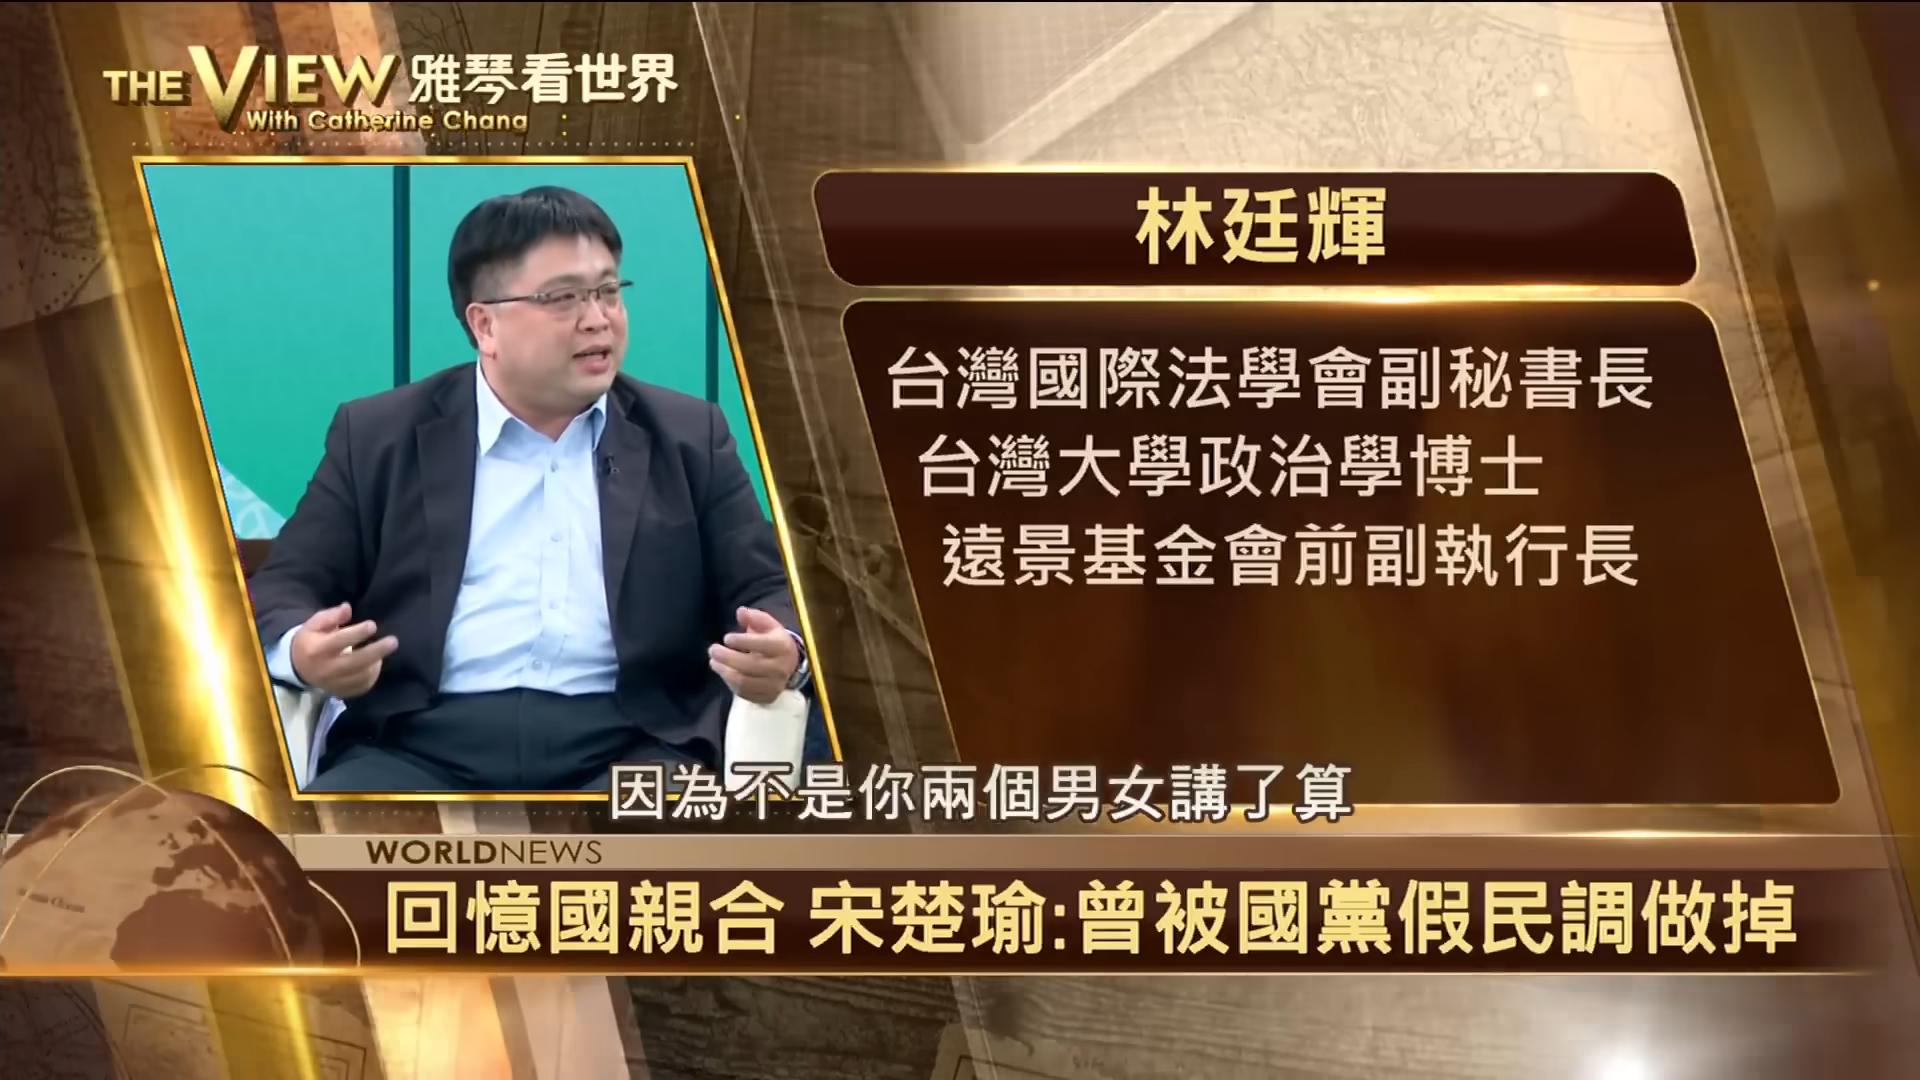 THE VIEW 雅琴看世界
With Catherine Chang
林廷輝
台灣國際法學會副秘書長
台灣大學政治學博士
遠景基金會前副執行長
因為不是你兩個男女講了算
WORLDNEWS
回憶國親合 宋楚瑜:曾被國黨假民調做掉